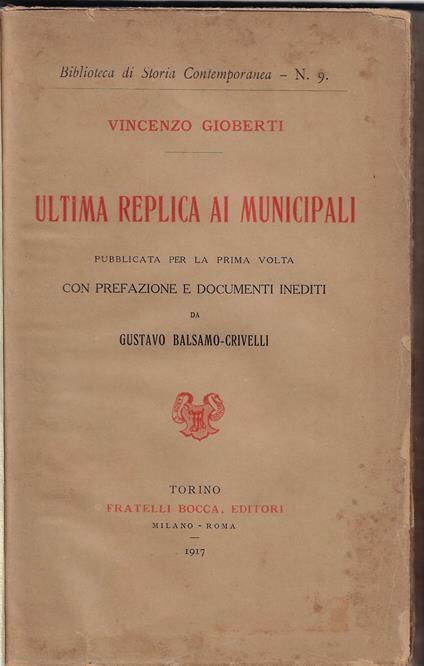 Biblioteca di Storia Contemporanea – N. 9.
VINCENZO GIOBERTI
ULTIMA REPLICA AI MUNICIPALI
PUBBLICATA PER LA PRIMA VOLTA
CON PREFAZIONE E DOCUMENTI INEDITI
DA
GUSTAVO BALSAMO-CRIVELLI
TORINO
FRATELLI BOCCA, EDITORI
MILANO - ROMA
1917